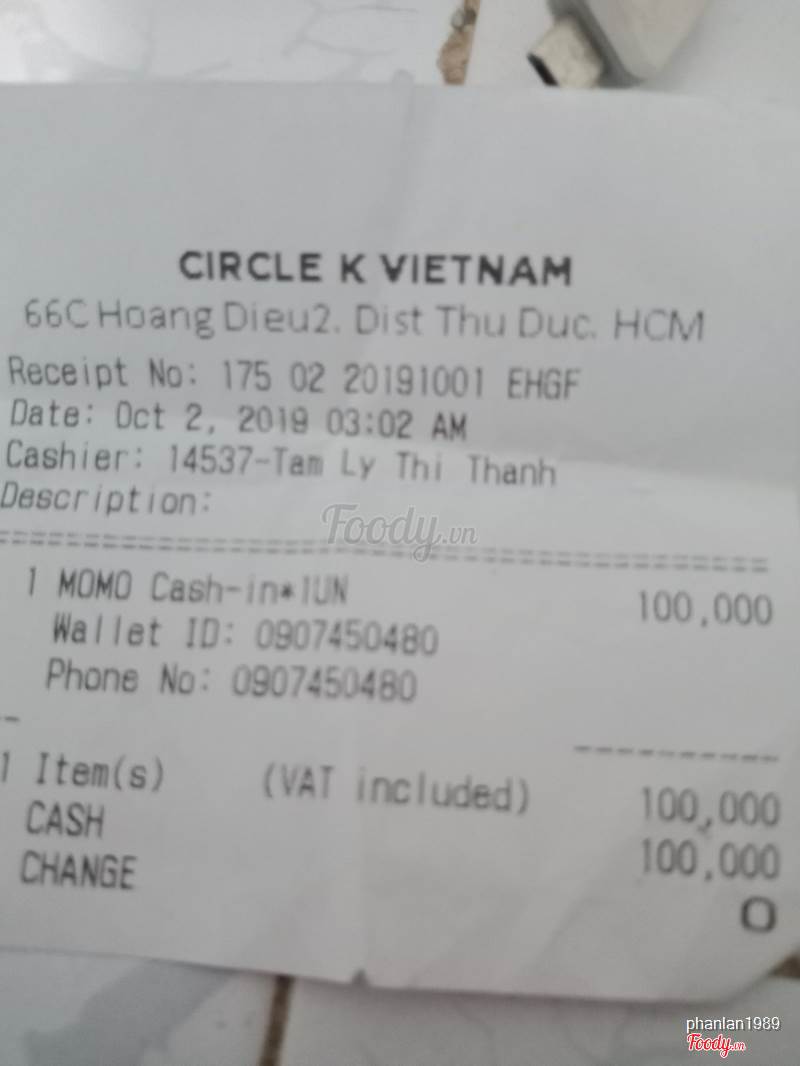 CIRCLE K VIETNAM
66C Hoang Dieu2. Dist Thu Duc. HCM
Receipt No: 175 02 20191001 EHGF
Date: Oct 2, 2019 03:02 AM
Cashier: 14537-Tam Ly Thi Thanh
Description:
Foody.vn
1 MOMO Cash-in*1UN 100,000
Wallet ID: 0907450480
Phone No: 0907450480
1 Item(s) (VAT included) 100,000
CASH 100,000
CHANGE 0
phanlan1989
Foody.vn